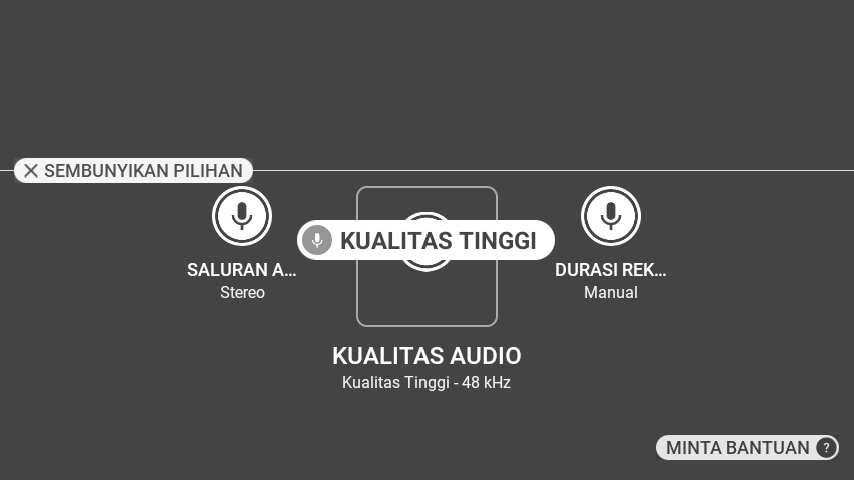 SEMBUNYIKAN PILIHAN
KUALITAS TINGGI
SALURAN A...
Stereo
DURASI REK...
Manual
KUALITAS AUDIO
Kualitas Tinggi - 48 kHz
MINTA BANTUAN ?